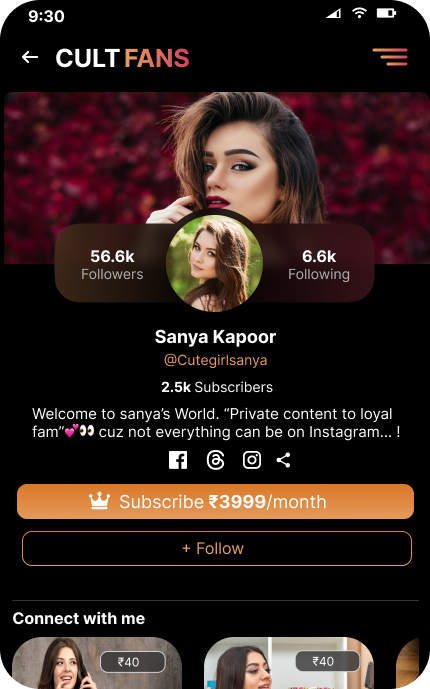 9:30
CULT FANS
56.6k
Followers
6.6k
Following
Sanya Kapoor
@Cutegirlsanya
2.5k Subscribers
Welcome to sanya’s World. “Private content to loyal
fam”💕👀 cuz not everything can be on Instagram... !
Subscribe ₹3999/month
+ Follow
Connect with me
₹40
₹40